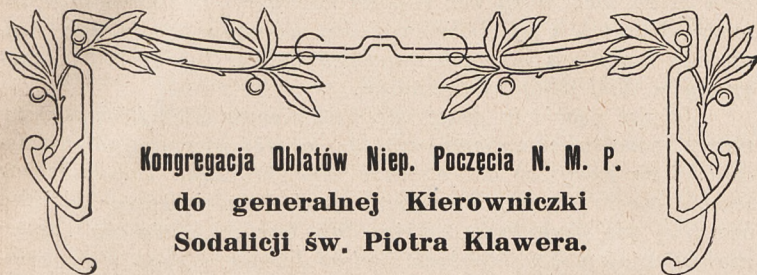 Kongregacja Oblatów Niep. Poczęcia N. M. P.
do generalnej Kierowniczki
Sodalicji św. Piotra Klawera.